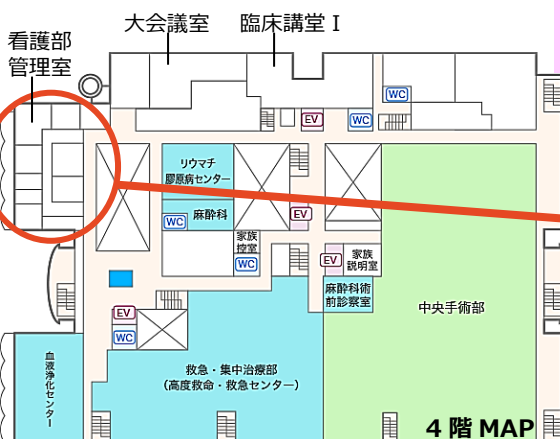 大会議室
臨床講堂Ⅰ
看護部
管理室
WC
EV
WC
リウマチ
膠原病センター
WC
麻酔科
EV
家族
控室
WC
EV
家族
説明室
麻酔科術
前診察室
中央手術部
EV
WC
血液浄化センター
救急・集中治療部
(高度救命・救急センター)
4階MAP